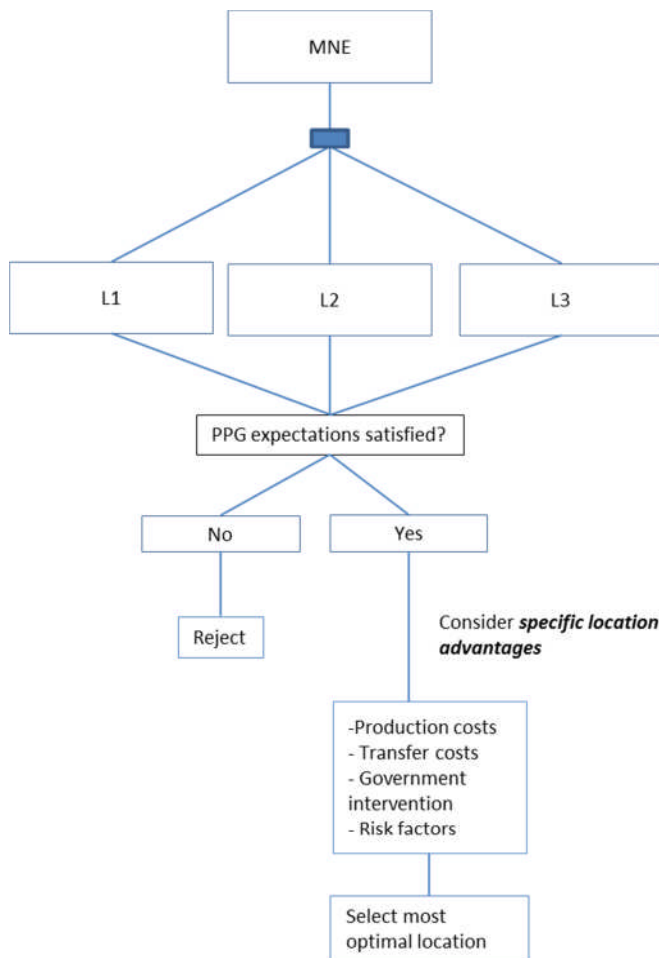 MNE
L1
L2
L3
PPG expectations satisfied?
No
Yes
Reject
Consider specific location
advantages
-Production costs
- Transfer costs
- Government
intervention
- Risk factors
Select most
optimal location